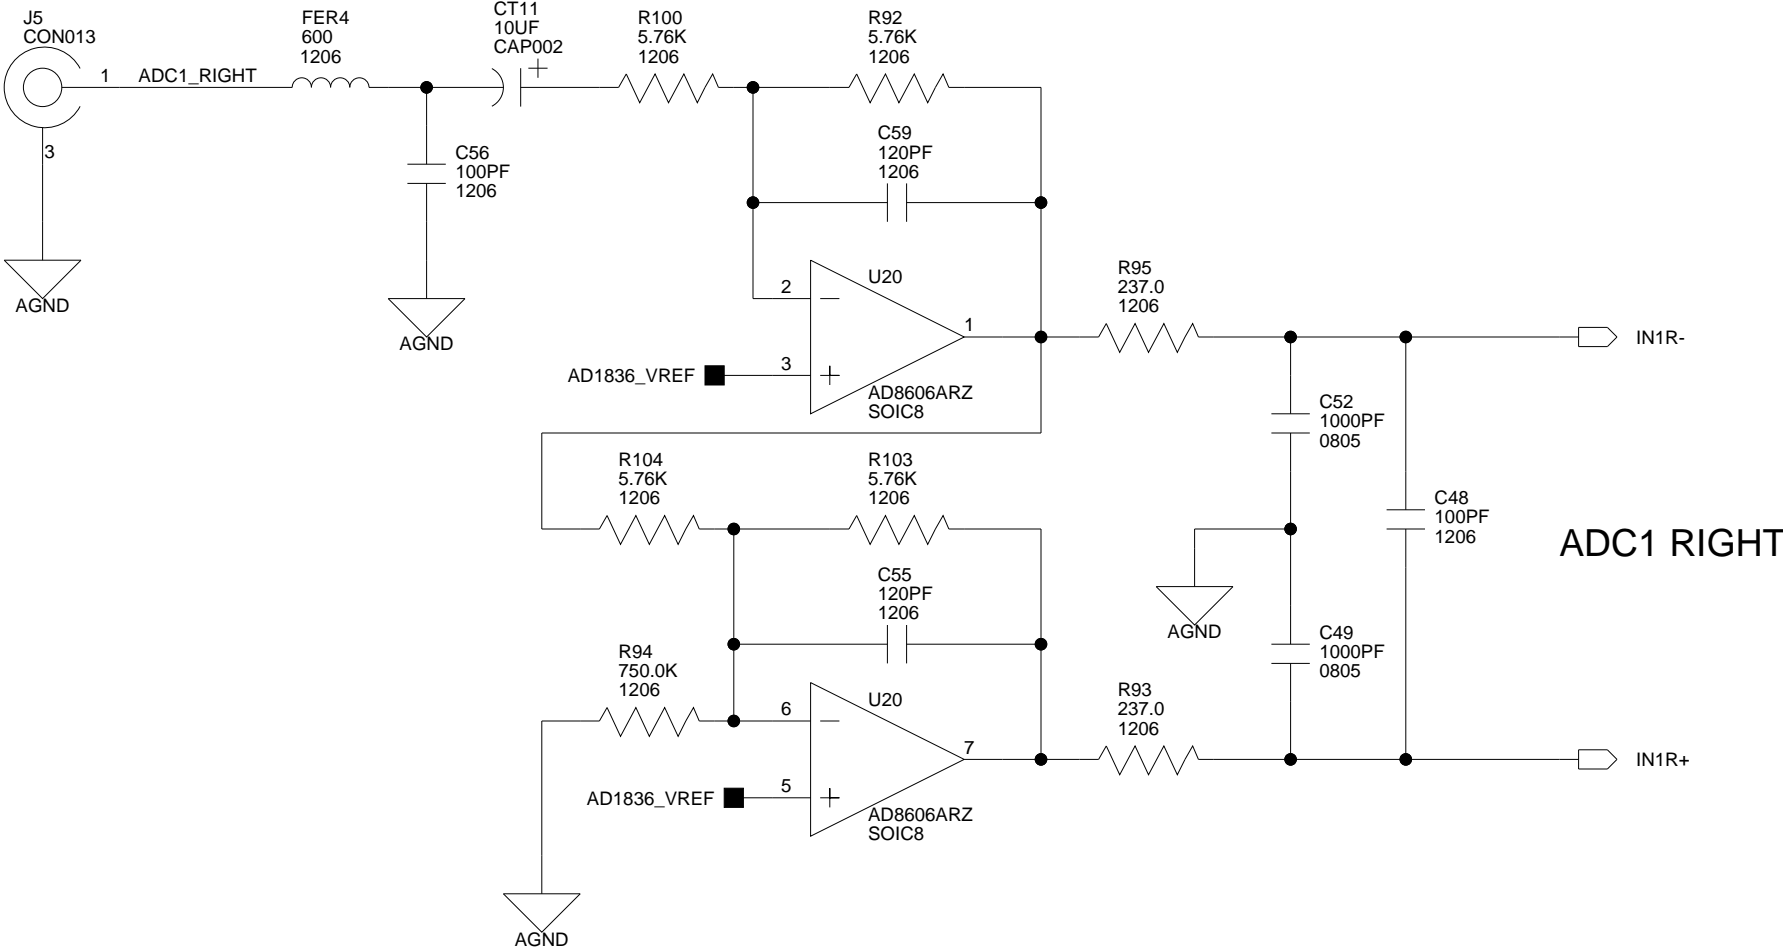 J5
CON013
1
ADC1_RIGHT
3
AGND
FER4
600
1206
C56
100PF
1206
AGND
CT11
10UF
CAP002
+
R100
5.76K
1206
R92
5.76K
1206
C59
120PF
1206
U20
2
−
1
AD1836_VREF
3
+
AD8606ARZ
SOIC8
R95
237.0
1206
IN1R-
C52
1000PF
0805
R104
5.76K
1206
R103
5.76K
1206
C48
100PF
1206
ADC1 RIGHT
C55
120PF
1206
AGND
C49
1000PF
0805
R94
750.0K
1206
U20
6
−
7
R93
237.0
1206
IN1R+
AD1836_VREF
5
+
AD8606ARZ
SOIC8
AGND